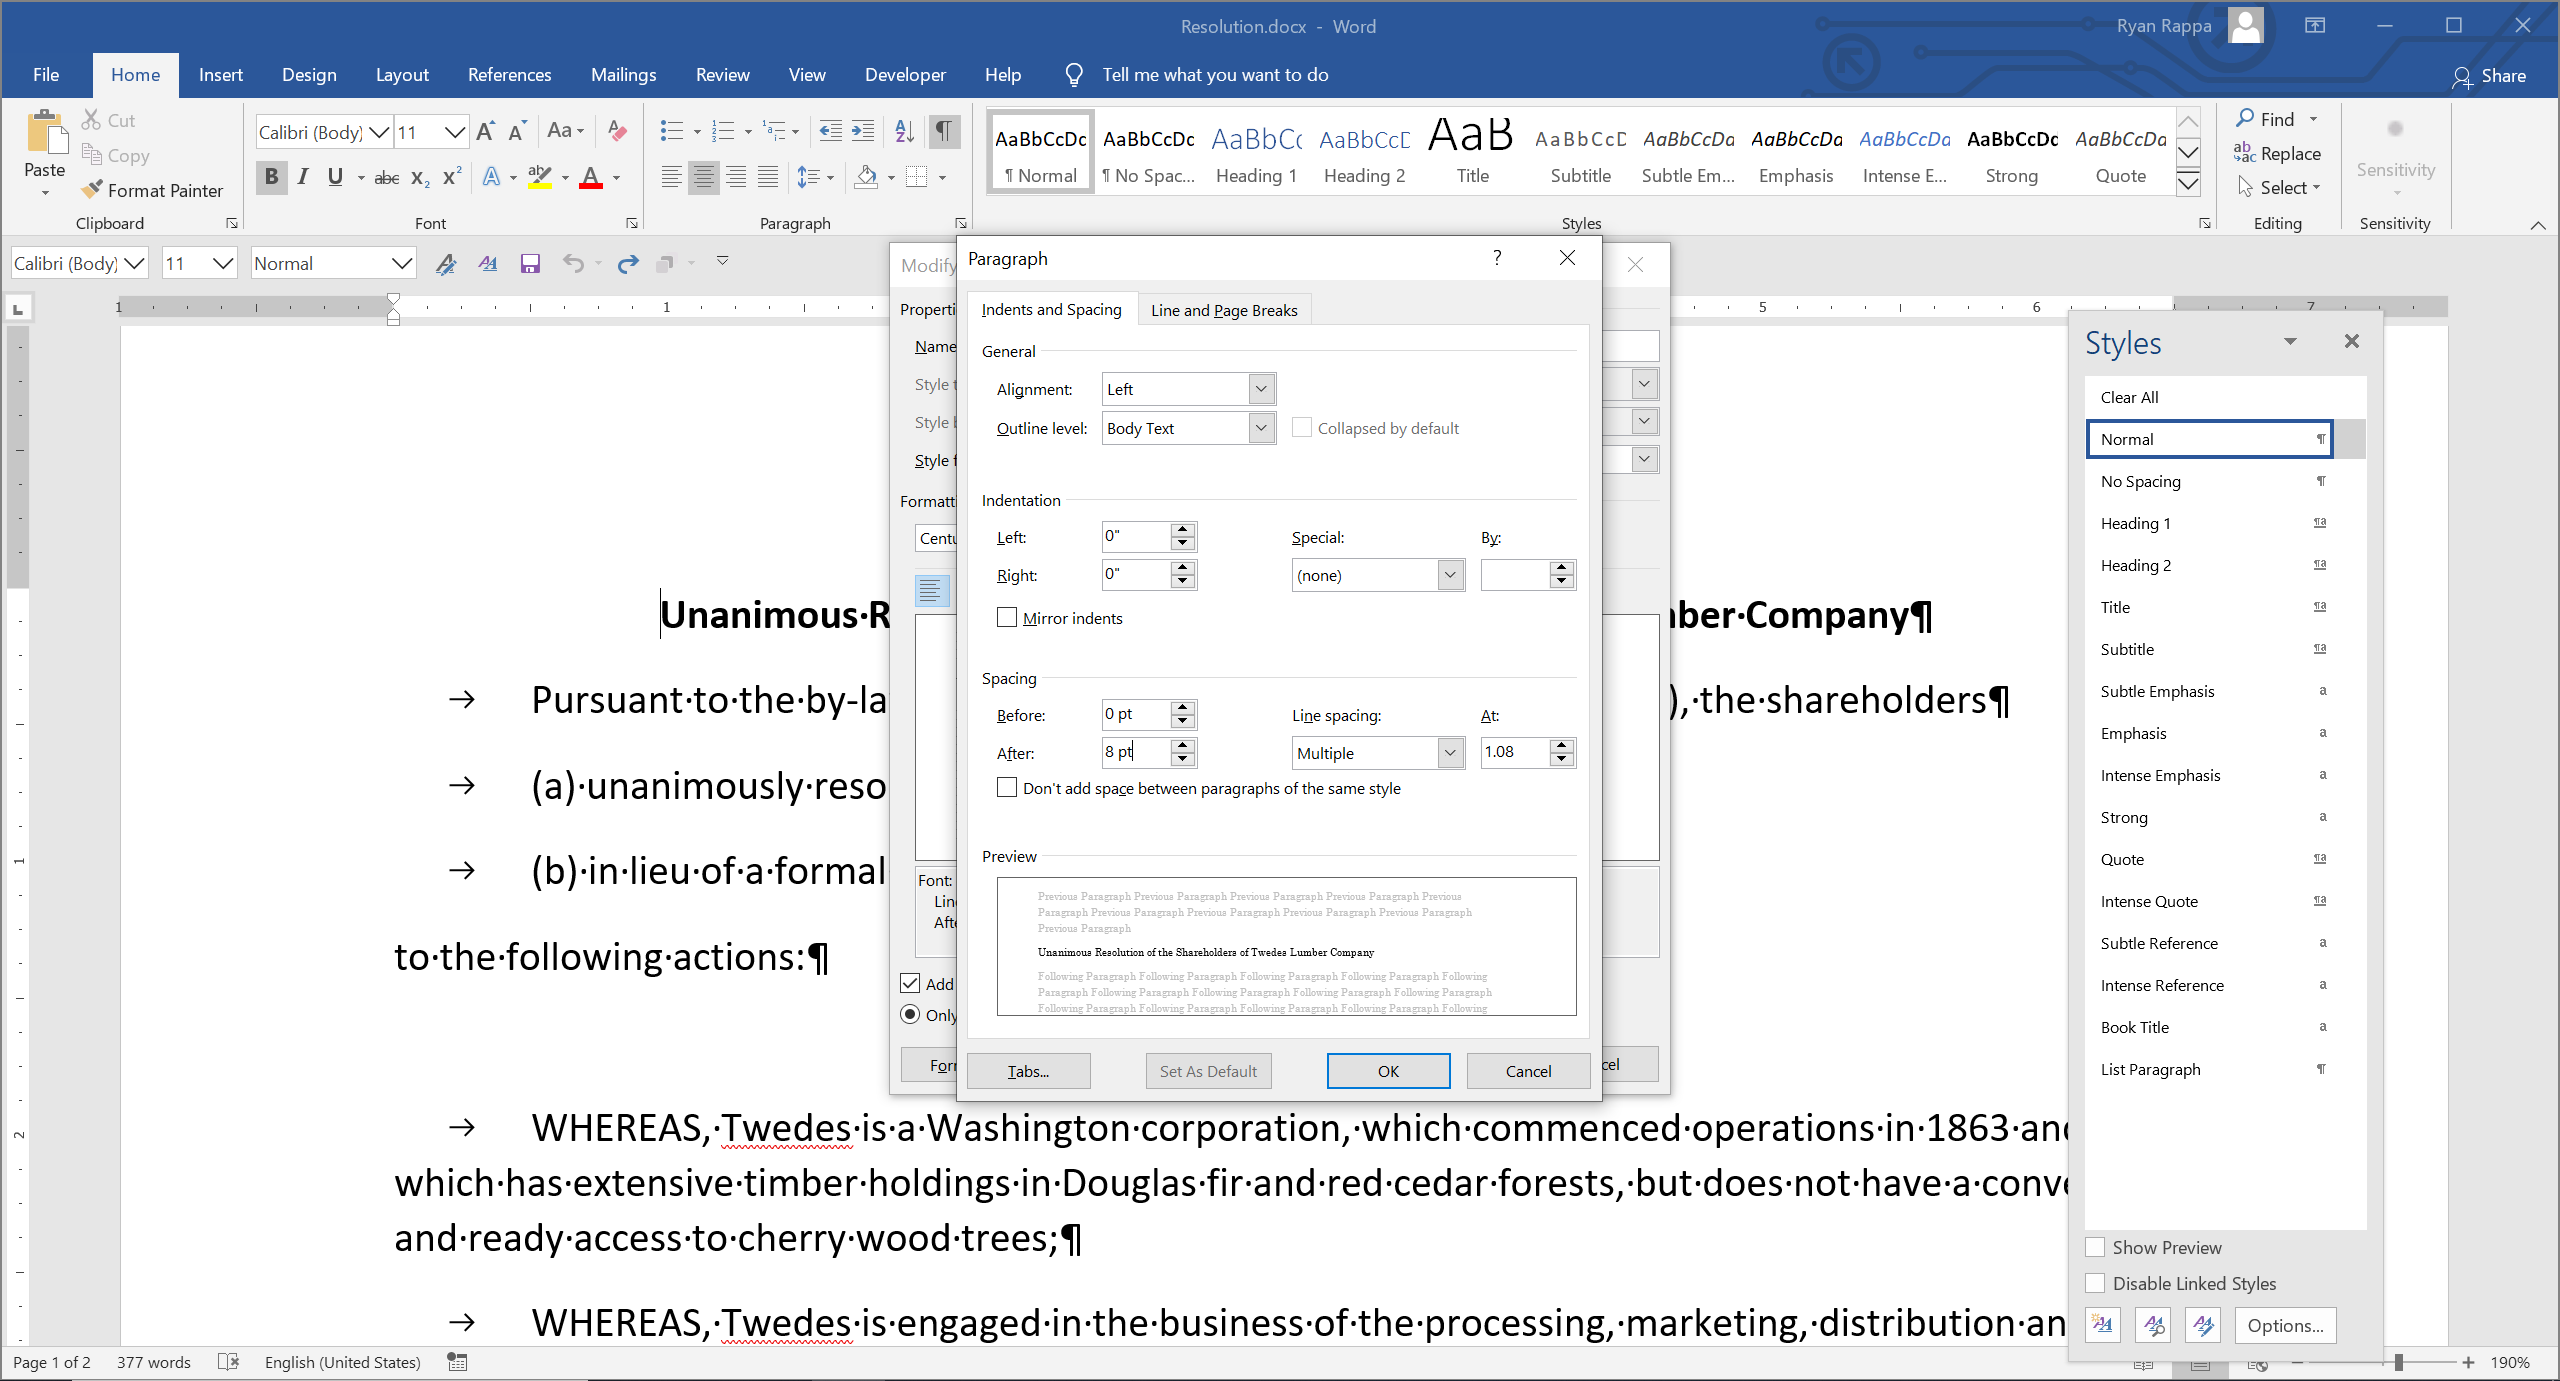 Resolution.docx - Word
Ryan Rappa
File Home Insert Design Layout References Mailings Review View Developer Help Tell me what you want to do Share
Paste
Cut
Copy
Format Painter
Clipboard
Calibri (Body) 11
Font
Paragraph
AaBbCcDc AaBbCcDc AaBbCc AaBbCcD AaB AaBbCcD AaBbCcDa AaBbCcDa AaBbCcDa AaBbCcDc AaBbCcDa
¶ Normal ¶ No Spac... Heading 1 Heading 2 Title Subtitle Subtle Em... Emphasis Intense E... Strong Quote
Styles
Find
Replace
Select
Editing
Sensitivity
Sensitivity
Calibri (Body) 11 Normal
1 1 5 6 7
Modify
Properti
Name
Style t
Style b
Style f
Formatti
Centu
Font:
Lin
Afte
Add
Only
Forn
cel
Paragraph
Indents and Spacing Line and Page Breaks
General
Alignment: Left
Outline level: Body Text Collapsed by default
Indentation
Left: 0" Special: By:
Right: 0" (none)
Mirror indents
Spacing
Before: 0 pt Line spacing: At:
After: 8 pt Multiple 1.08
Don't add space between paragraphs of the same style
Preview
Previous Paragraph Previous Paragraph Previous Paragraph Previous Paragraph Previous
Paragraph Previous Paragraph Previous Paragraph Previous Paragraph Previous Paragraph
Previous Paragraph
Unanimous Resolution of the Shareholders of Twedes Lumber Company
Following Paragraph Following Paragraph Following Paragraph Following Paragraph Following
Paragraph Following Paragraph Following Paragraph Following Paragraph Following Paragraph
Following Paragraph Following Paragraph Following Paragraph Following Paragraph Following
Tabs... Set As Default OK Cancel
Unanimous·R
nber·Company¶
→ Pursuant·to·the·by-la
),·the·shareholders¶
→ (a)·unanimously·reso
→ (b)·in·lieu·of·a·formal
to·the·following·actions:¶
→ WHEREAS,·Twedes·is·a·Washington·corporation,·which·commenced·operations·in·1863·and
which·has·extensive·timber·holdings·in·Douglas·fir·and·red·cedar·forests,·but·does·not·have·a·conve
and·ready·access·to·cherry·wood·trees;¶
→ WHEREAS,·Twedes·is·engaged·in·the·business·of·the·processing,·marketing,·distribution·an
1
2
Styles
Clear All
Normal ¶
No Spacing ¶
Heading 1 ¶a
Heading 2 ¶a
Title ¶a
Subtitle ¶a
Subtle Emphasis a
Emphasis a
Intense Emphasis a
Strong a
Quote ¶a
Intense Quote ¶a
Subtle Reference a
Intense Reference a
Book Title a
List Paragraph ¶
Show Preview
Disable Linked Styles
Options...
Page 1 of 2 377 words English (United States) 190%